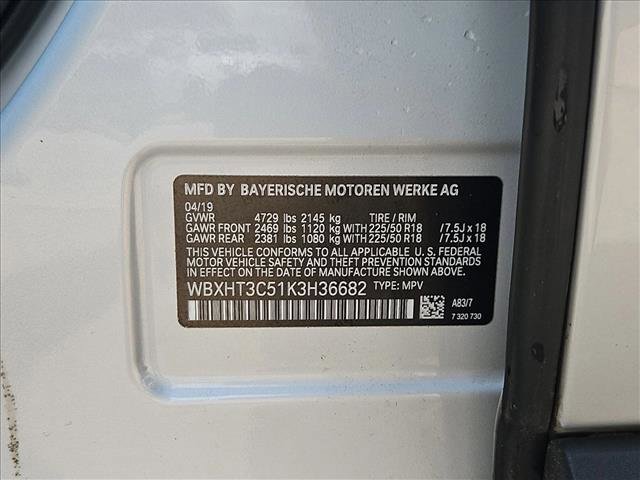 MFD BY BAYERISCHE MOTOREN WERKE AG
04/19
GVWR 4729 lbs 2145 kg TIRE / RIM
GAWR FRONT 2469 lbs 1120 kg WITH 225/50 R18 /7.5J x 18
GAWR REAR 2381 lbs 1080 kg WITH 225/50 R18 /7.5J x 18
THIS VEHICLE CONFORMS TO ALL APPLICABLE U. S. FEDERAL
MOTOR VEHICLE SAFETY AND THEFT PREVENTION STANDARDS
IN EFFECT ON THE DATE OF MANUFACTURE SHOWN ABOVE.
WBXHT3C51K3H36682 TYPE: MPV
A83/7
7 320 730